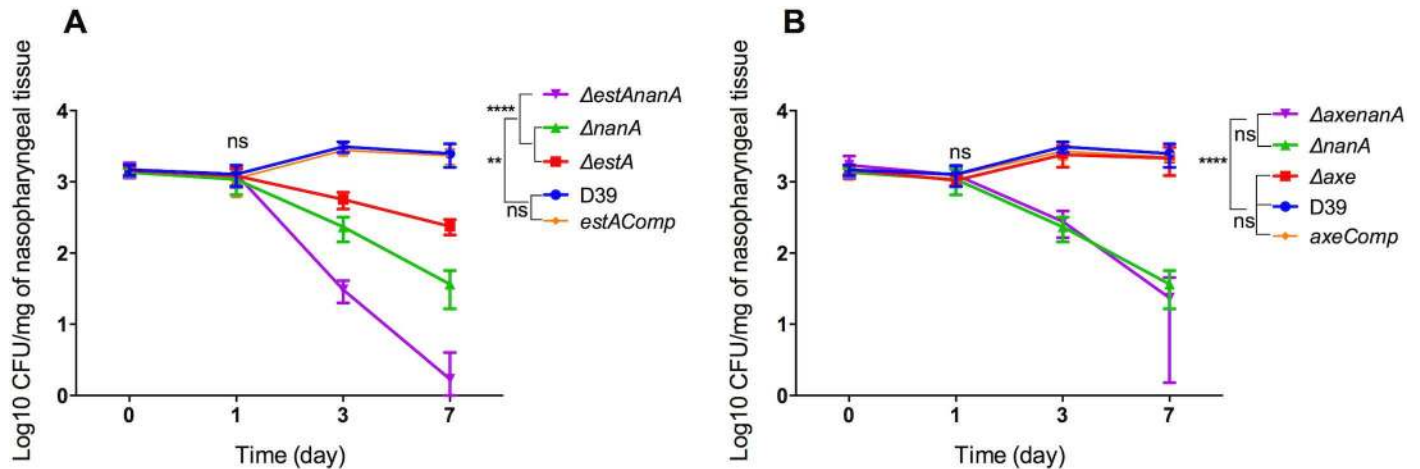 A
Log10 CFU/mg of nasopharyngeal tissue
4
3
2
1
0
ns
0 1 3 7
Time (day)
**** ΔestAnanA
ΔnanA
** ΔestA
D39
ns estAComp
B
Log10 CFU/mg of nasopharyngeal tissue
4
3
2
1
0
ns
0 1 3 7
Time (day)
ΔaxenanA
ns ΔnanA
**** Δaxe
D39
ns axeComp